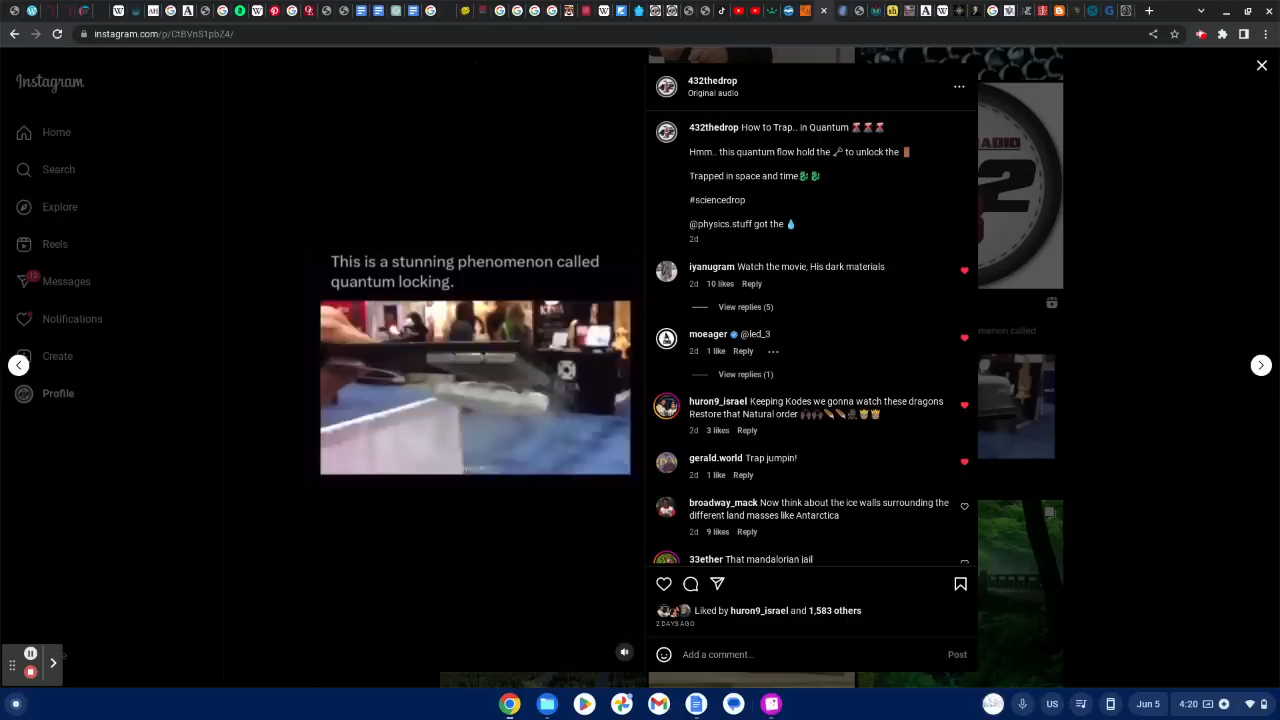 instagram.com/p/CtBVnS1pbZ4/
Instagram
Home
Search
Explore
Reels
12
Messages
Notifications
Create
Profile
This is a stunning phenomenon called
quantum locking.
432thedrop
Original audio
432thedrop How to Trap.. in Quantum 🌋🌋🌋
Hmm.. this quantum flow hold the 🗝 to unlock the 🚪
Trapped in space and time🐉🐉
#sciencedrop
@physics.stuff got the 💧
2d
iyanugram Watch the movie, His dark materials
2d 10 likes Reply
View replies (5)
moeager @led_3
2d 1 like Reply
View replies (1)
huron9_israel Keeping Kodes we gonna watch these dragons
Restore that Natural order
2d 3 likes Reply
gerald.world Trap jumpin!
2d 1 like Reply
broadway_mack Now think about the ice walls surrounding the
different land masses like Antarctica
2d 9 likes Reply
33ether That mandalorian jail
Liked by huron9_israel and 1,583 others
2 DAYS AGO
Add a comment…
Post
menon called
US
Jun 5
4:20